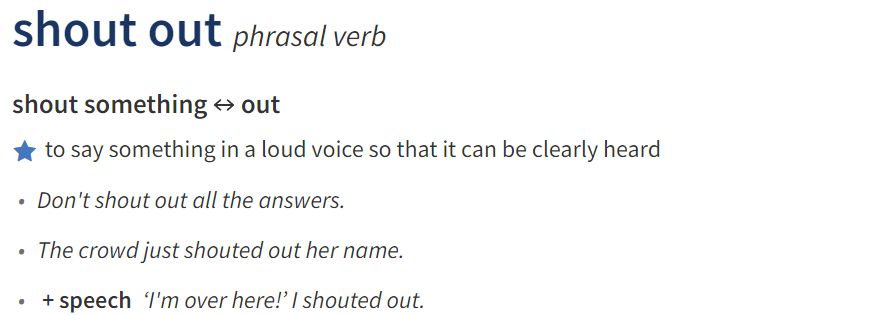 shout out phrasal verb
shout something ↔ out
★ to say something in a loud voice so that it can be clearly heard
• Don't shout out all the answers.
• The crowd just shouted out her name.
• + speech ‘I'm over here!’ I shouted out.